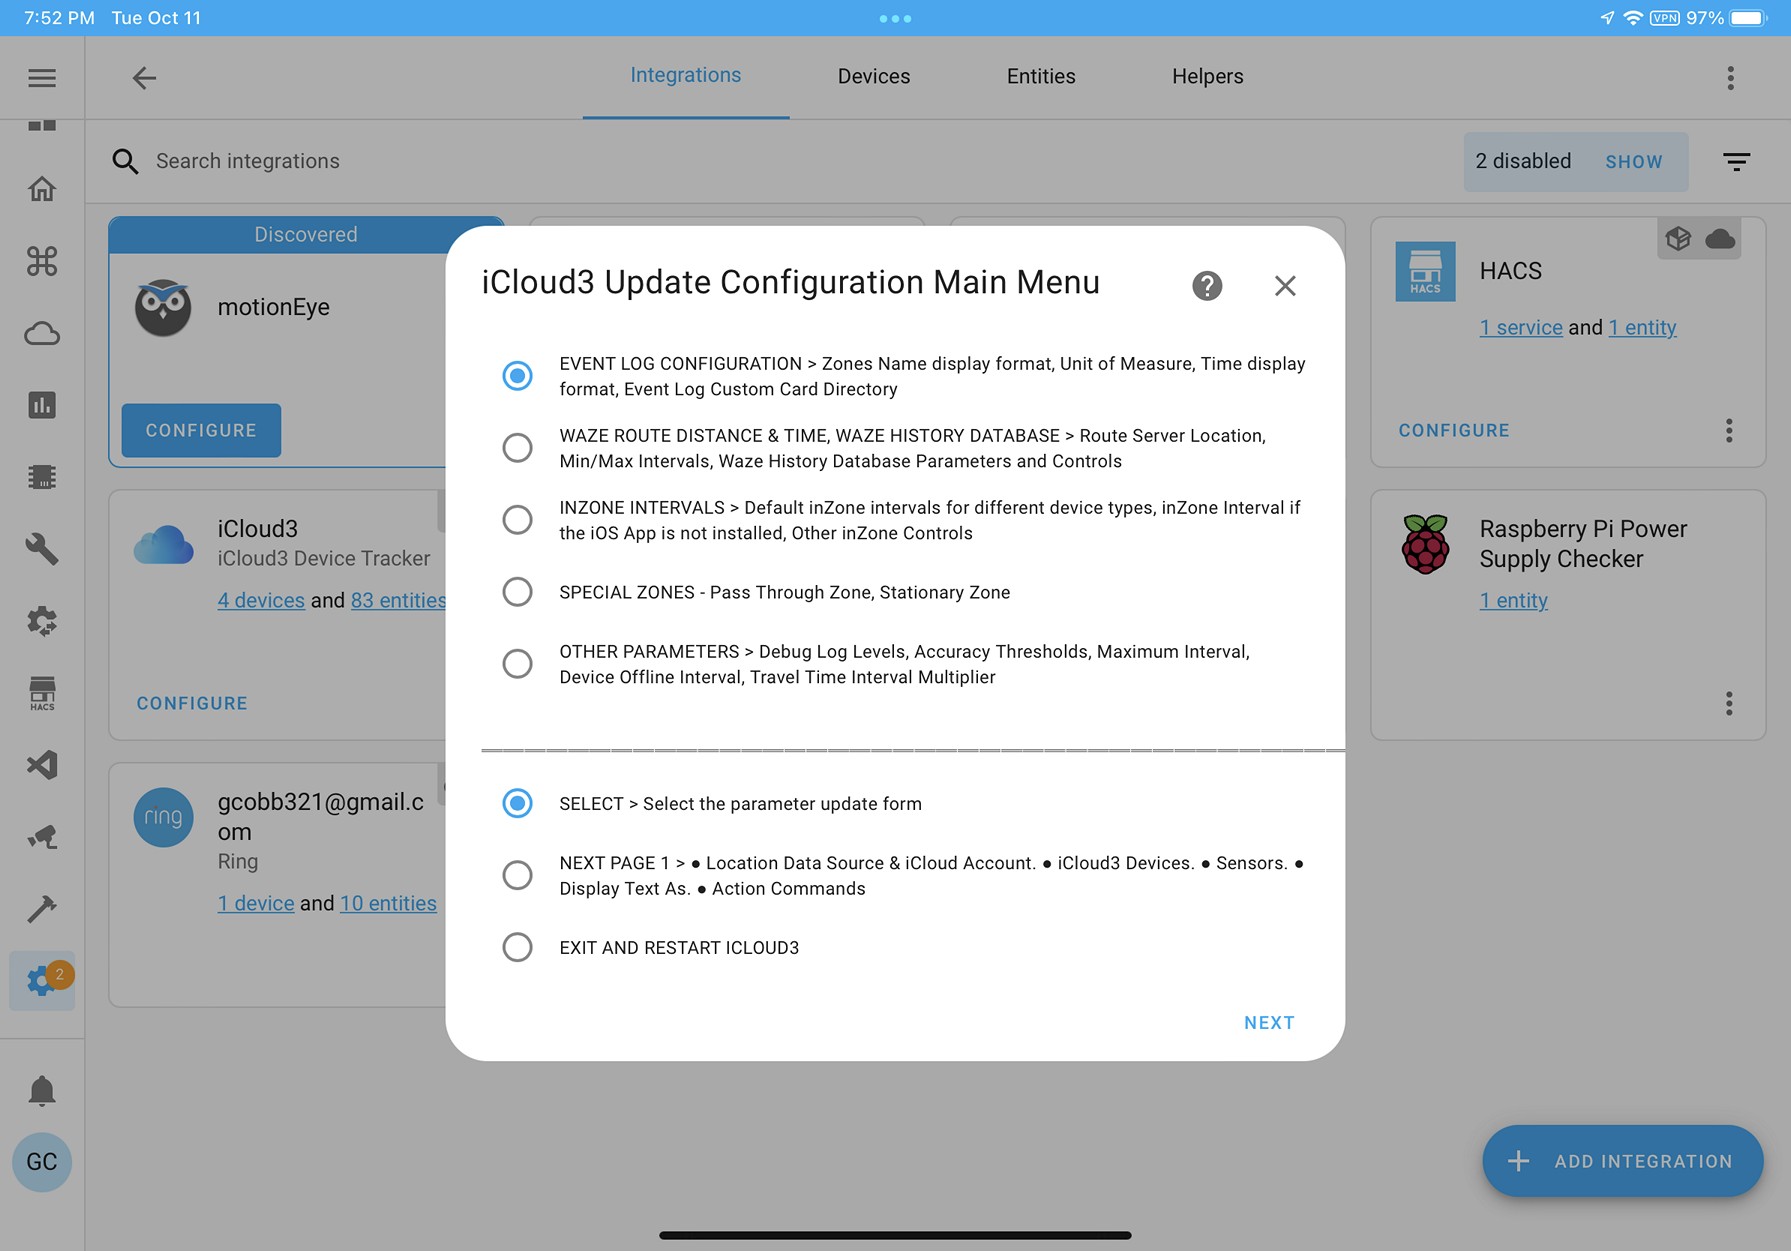 7:52 PM Tue Oct 11
VPN 97%
Integrations
Devices
Entities
Helpers
Search integrations
2 disabled SHOW
Discovered
motionEye
CONFIGURE
HACS
HACS
1 service and 1 entity
CONFIGURE
iCloud3
iCloud3 Device Tracker
4 devices and 83 entities
CONFIGURE
Raspberry Pi Power
Supply Checker
1 entity
ring
gcobb321@gmail.c
om
Ring
1 device and 10 entities
iCloud3 Update Configuration Main Menu
EVENT LOG CONFIGURATION > Zones Name display format, Unit of Measure, Time display
format, Event Log Custom Card Directory
WAZE ROUTE DISTANCE & TIME, WAZE HISTORY DATABASE > Route Server Location,
Min/Max Intervals, Waze History Database Parameters and Controls
INZONE INTERVALS > Default inZone intervals for different device types, inZone Interval if
the iOS App is not installed, Other inZone Controls
SPECIAL ZONES - Pass Through Zone, Stationary Zone
OTHER PARAMETERS > Debug Log Levels, Accuracy Thresholds, Maximum Interval,
Device Offline Interval, Travel Time Interval Multiplier
SELECT > Select the parameter update form
NEXT PAGE 1 > ● Location Data Source & iCloud Account. ● iCloud3 Devices. ● Sensors. ●
Display Text As. ● Action Commands
EXIT AND RESTART ICLOUD3
NEXT
HACS
2
GC
ADD INTEGRATION